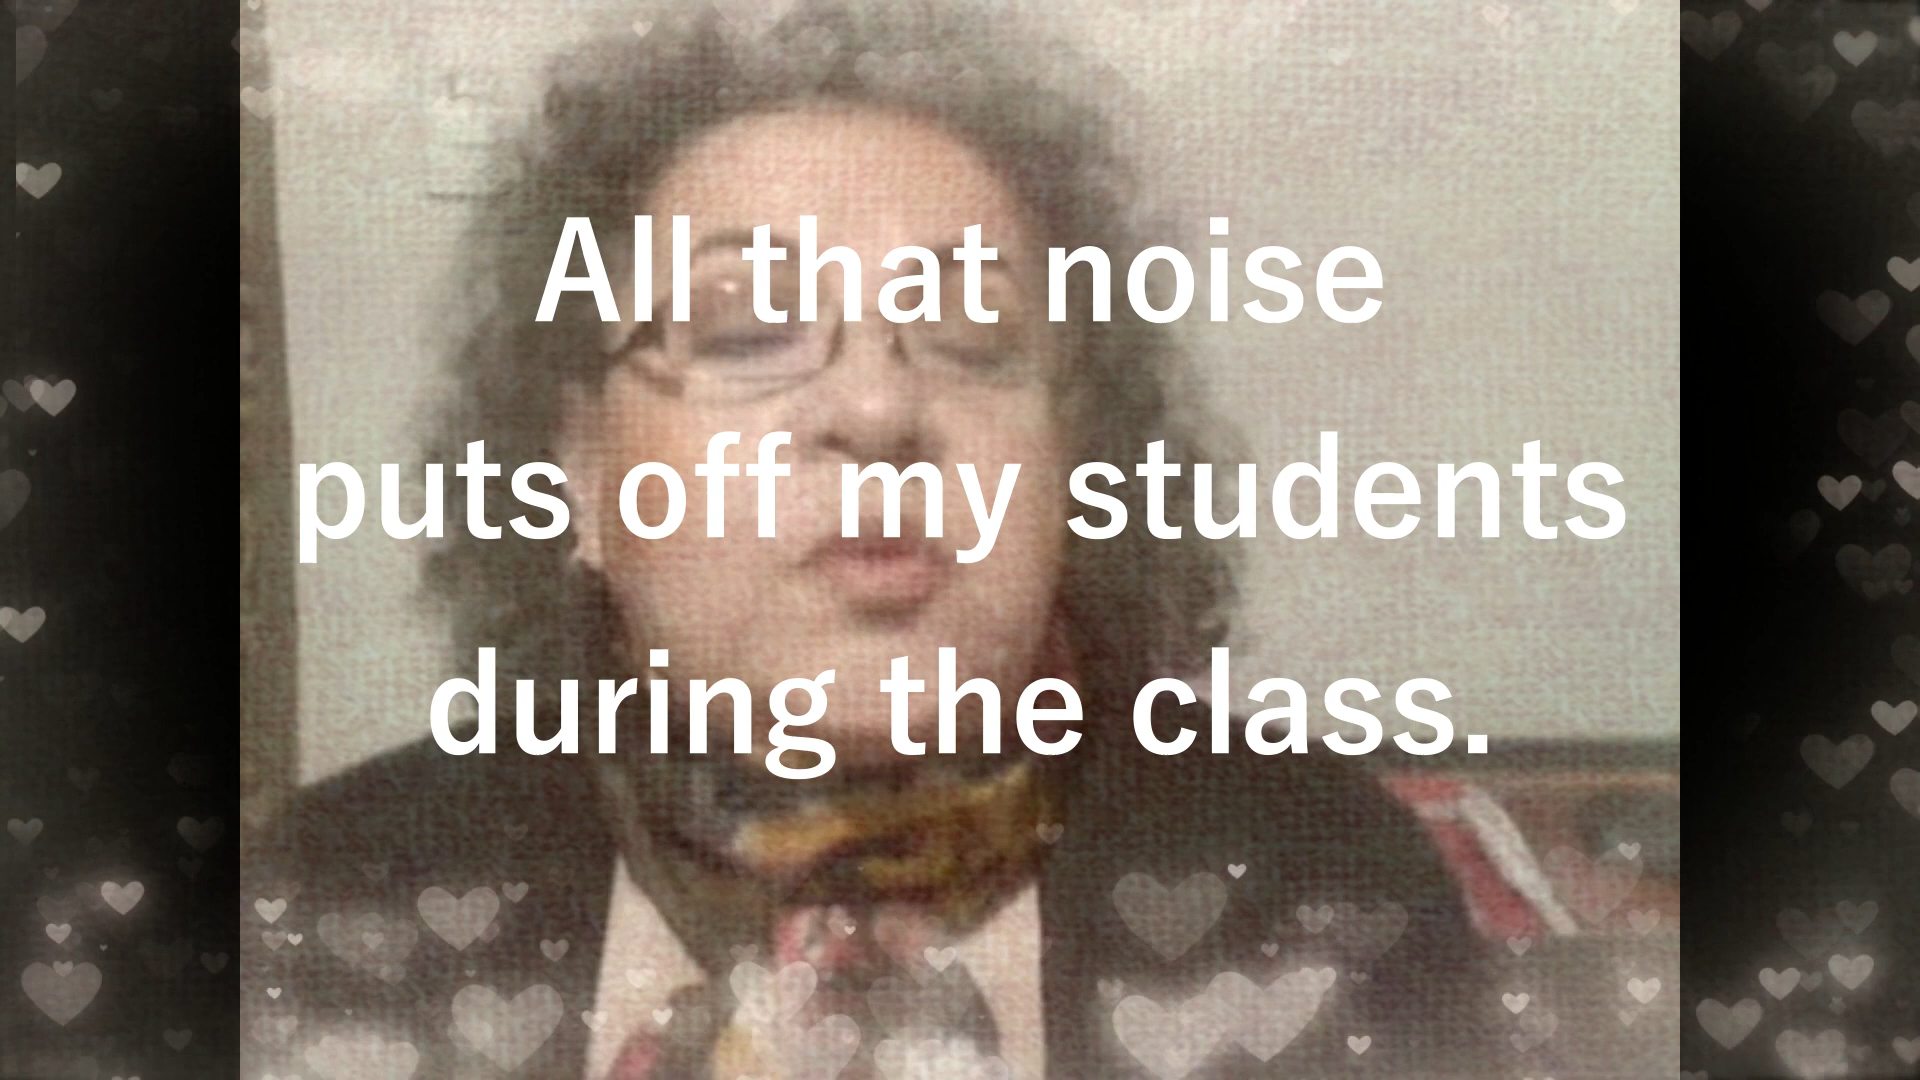 All that noise
puts off my students
during the class.